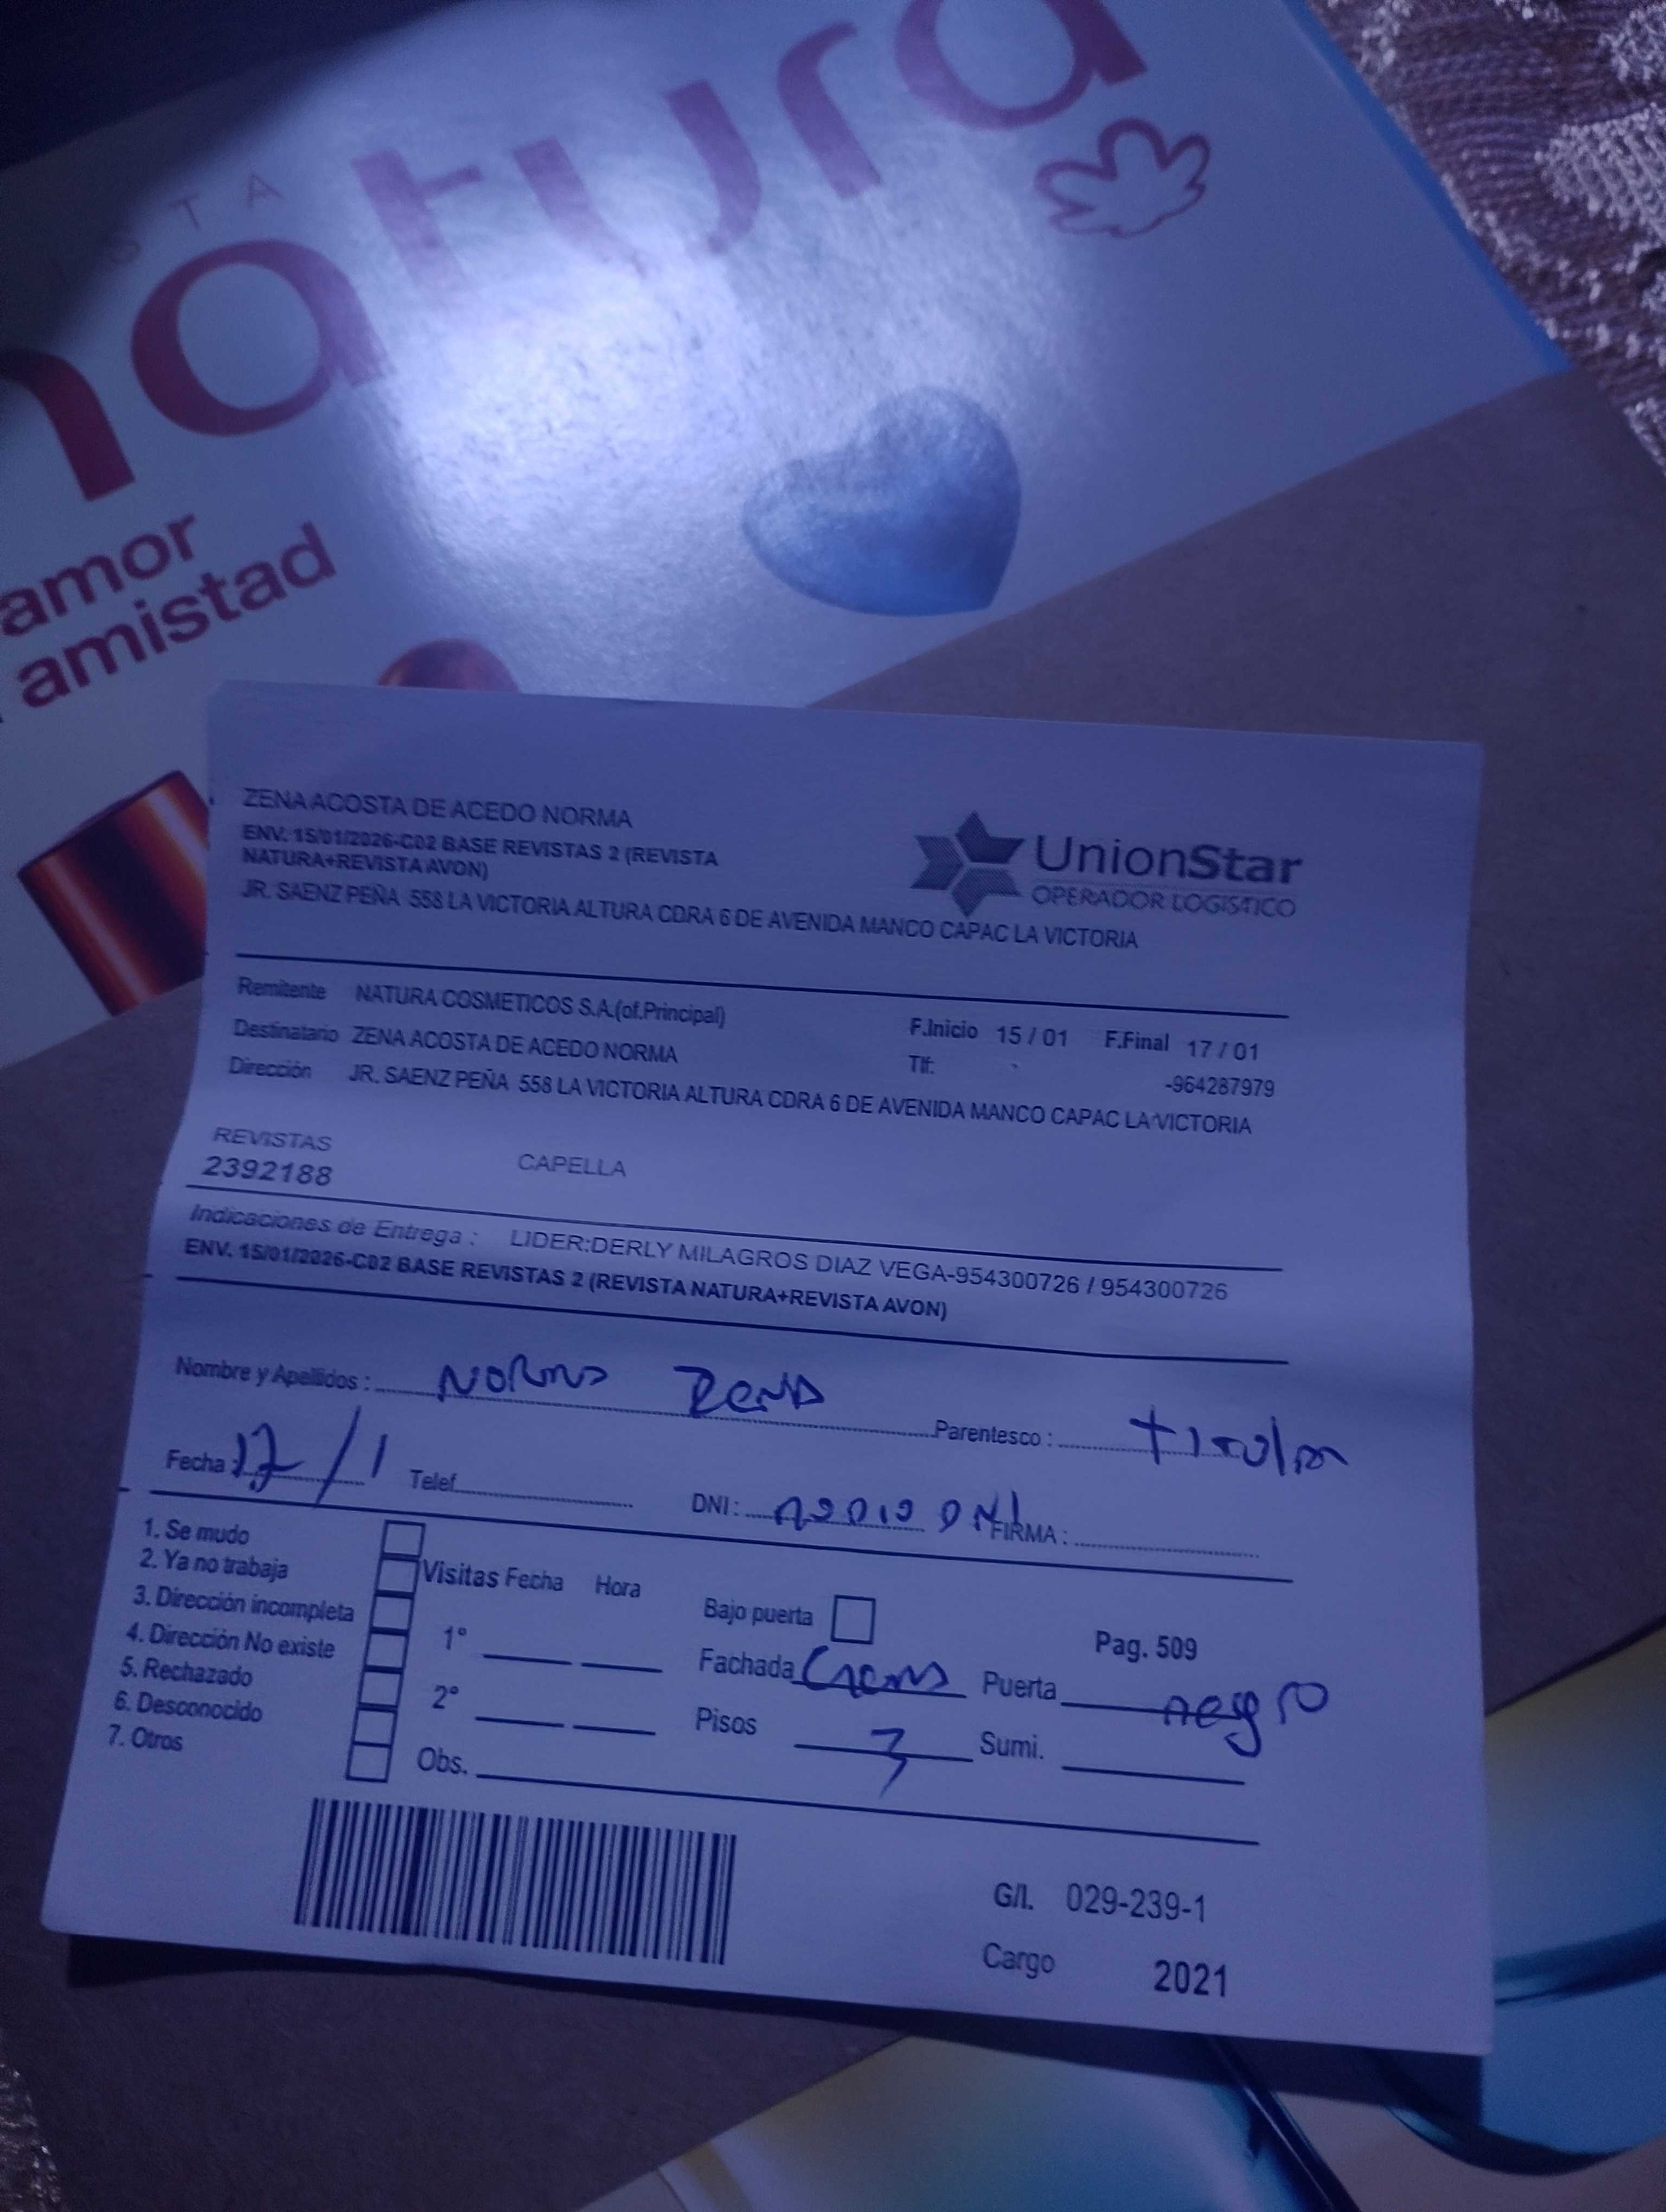 natura
amor
amistad
ZENA ACOSTA DE ACEDO NORMA
ENV. 15/01/2026-C02 BASE REVISTAS 2 (REVISTA
NATURA+REVISTA AVON)
JR. SAENZ PEÑA 558 LA VICTORIA ALTURA CDRA 6 DE AVENIDA MANCO CAPAC LA VICTORIA
UnionStar
OPERADOR LOGISTICO
Remitente NATURA COSMETICOS S.A.(of.Principal)
F.Inicio 15 / 01 F.Final 17 / 01
Destinatario ZENA ACOSTA DE ACEDO NORMA
Tlf: -964287979
Dirección JR. SAENZ PEÑA 558 LA VICTORIA ALTURA CDRA 6 DE AVENIDA MANCO CAPAC LA VICTORIA
REVISTAS
2392188 CAPELLA
Indicaciones de Entrega : LIDER:DERLY MILAGROS DIAZ VEGA-954300726 / 954300726
ENV. 15/01/2026-C02 BASE REVISTAS 2 (REVISTA NATURA+REVISTA AVON)
Nombre y Apellidos : Norma Zena Parentesco : titular
Fecha : 17/1 Telef. DNI : FIRMA :
1. Se mudo
2. Ya no trabaja
3. Dirección incompleta
4. Dirección No existe
5. Rechazado
6. Desconocido
7. Otros
Visitas Fecha Hora
1°
2°
Obs.
Bajo puerta
Pag. 509
Fachada Crema Puerta negro
Pisos 3 Sumi.
G/I. 029-239-1
Cargo 2021